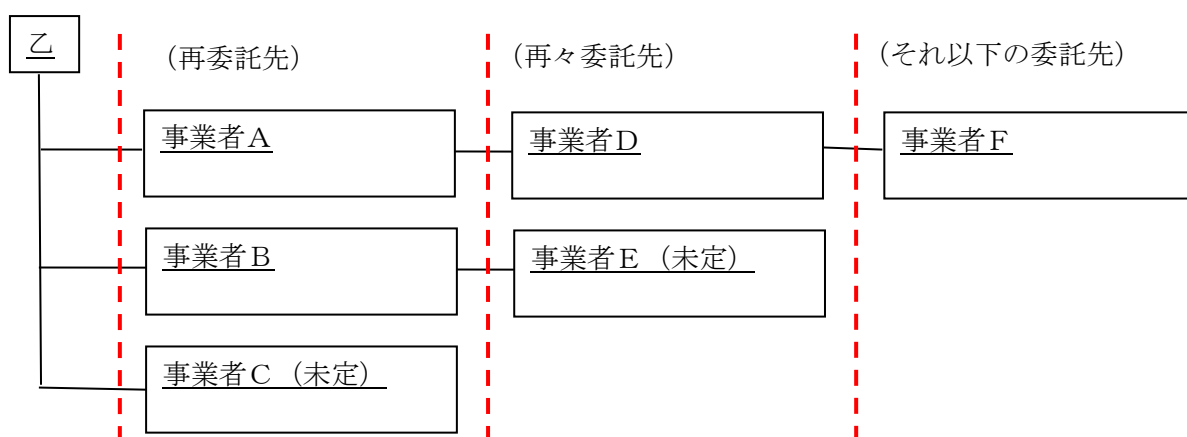 乙
（再委託先）
（再々委託先）
（それ以下の委託先）
事業者Ａ
事業者Ｄ
事業者Ｆ
事業者Ｂ
事業者Ｅ（未定）
事業者Ｃ（未定）